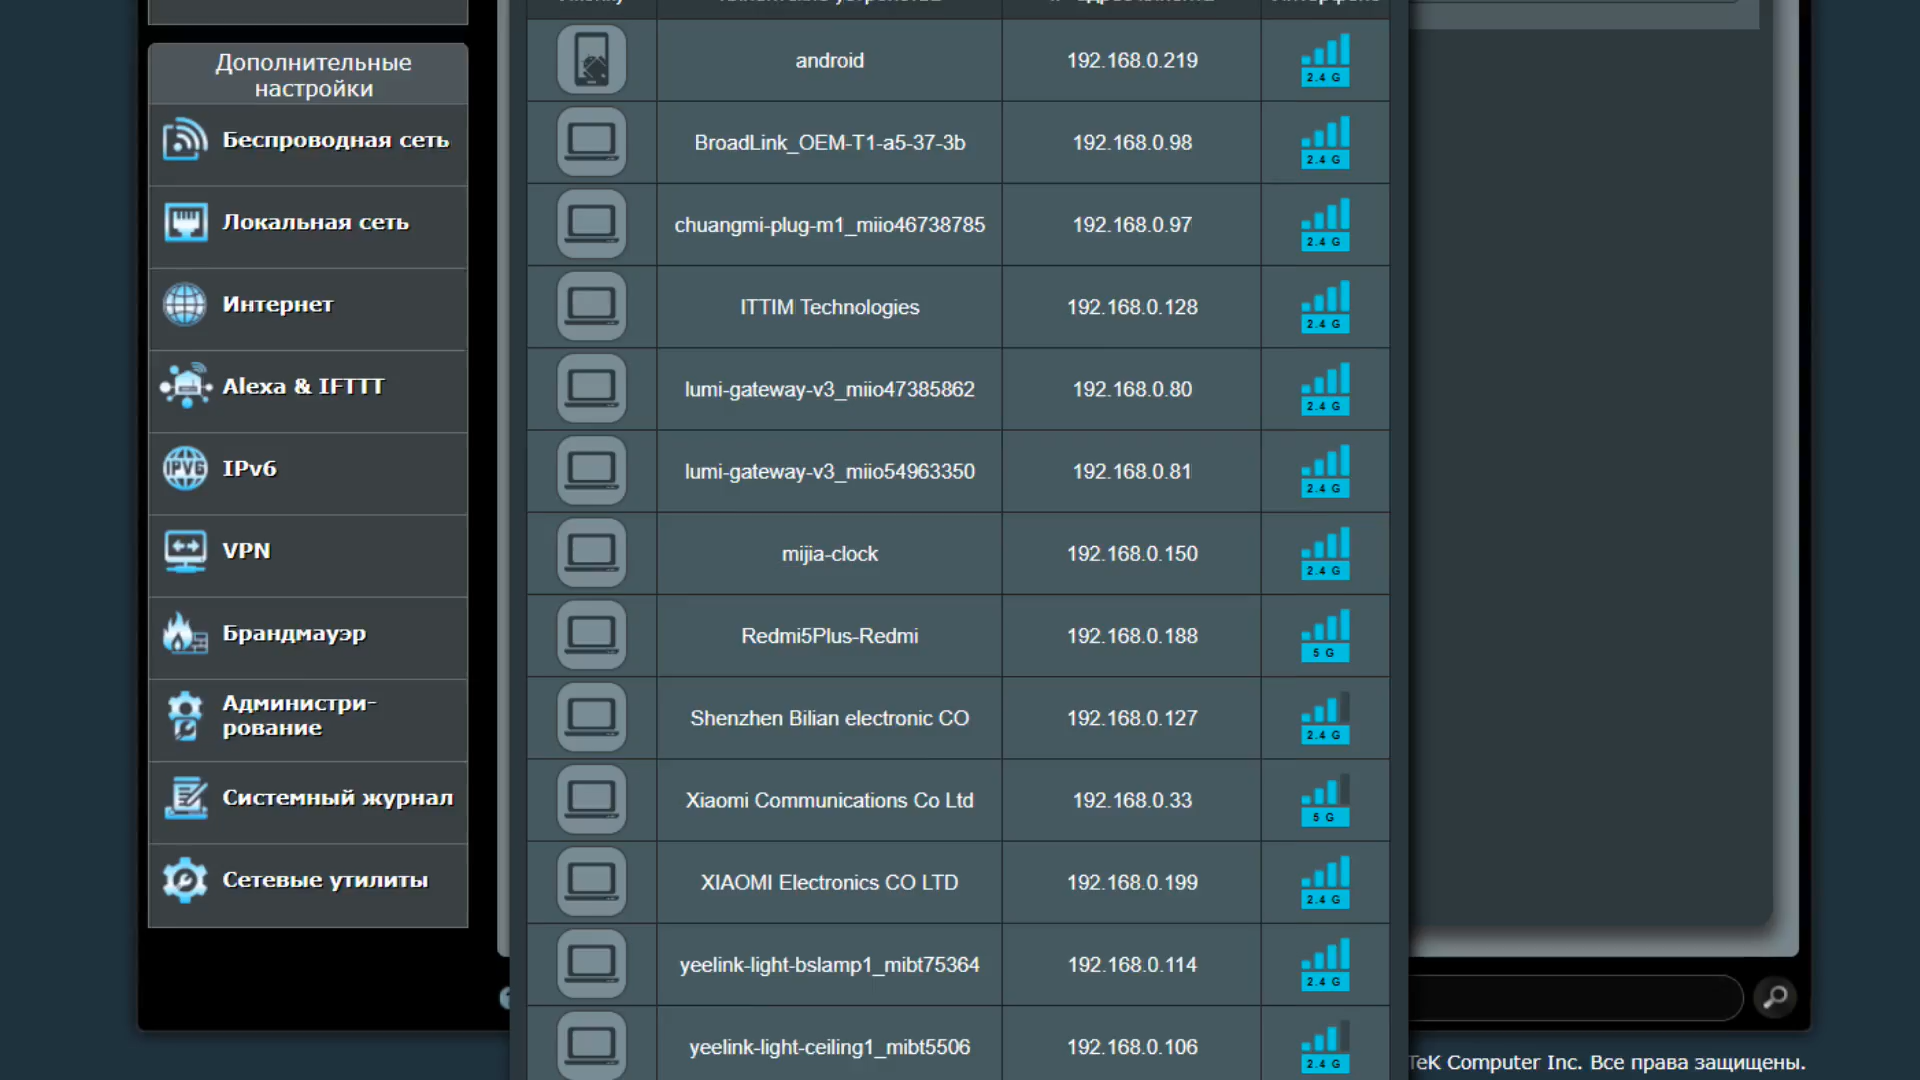 Дополнительные
настройки
Беспроводная сеть
Локальная сеть
Интернет
Alexa & IFTTT
IPv6
VPN
Брандмауэр
Администри-
рование
Системный журнал
Сетевые утилиты
android 192.168.0.219 2.4 G
BroadLink_OEM-T1-a5-37-3b 192.168.0.98 2.4 G
chuangmi-plug-m1_miio46738785 192.168.0.97 2.4 G
ITTIM Technologies 192.168.0.128 2.4 G
lumi-gateway-v3_miio47385862 192.168.0.80 2.4 G
lumi-gateway-v3_miio54963350 192.168.0.81 2.4 G
mijia-clock 192.168.0.150 2.4 G
Redmi5Plus-Redmi 192.168.0.188 5 G
Shenzhen Bilian electronic CO 192.168.0.127 2.4 G
Xiaomi Communications Co Ltd 192.168.0.33 5 G
XIAOMI Electronics CO LTD 192.168.0.199 2.4 G
yeelink-light-bslamp1_mibt75364 192.168.0.114 2.4 G
yeelink-light-ceiling1_mibt5506 192.168.0.106 2.4 G
TeK Computer Inc. Все права защищены.